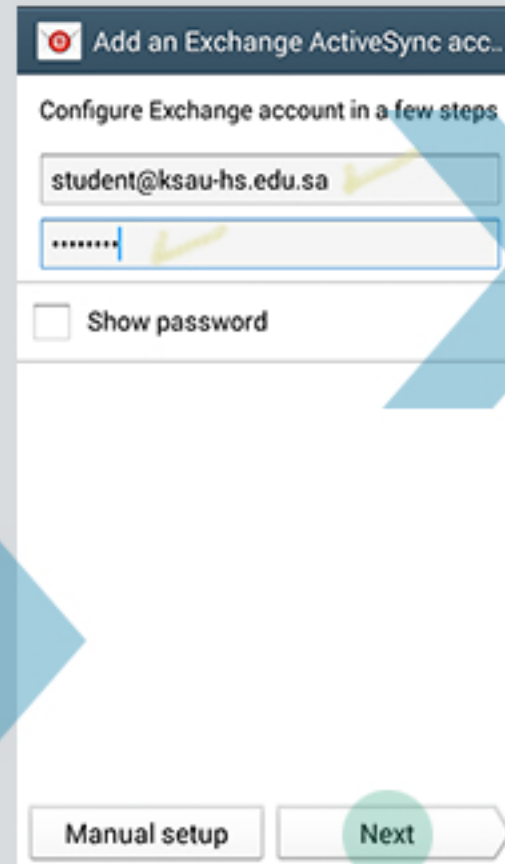 Add an Exchange ActiveSync acc..
Configure Exchange account in a few steps
student@ksau-hs.edu.sa
••••••••
Show password
Manual setup
Next